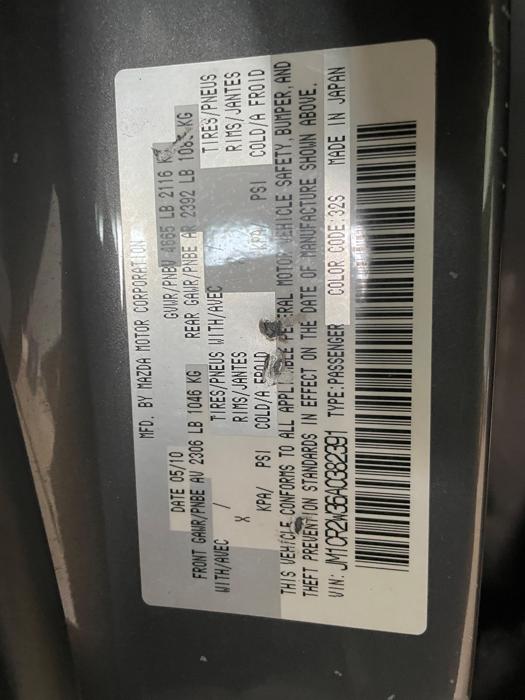 MFD. BY MAZDA MOTOR CORPORATION
DATE 05/10 GVWR/PNBV 4665 LB 2116 K
FRONT GAWR/PNBE AV 2306 LB 1046 KG REAR GAWR/PNBE AR 2392 LB KG
WITH/AVEC / TIRES/PNEUS WITH/AVEC / TIRES/PNEUS
X RIMS/JANTES RIMS/JANTES
KPA/ PSI COLD/A FROID KPA/ PSI COLD/A FROID
THIS VEHICLE CONFORMS TO ALL APPLICABLE FEDERAL MOTOR VEHICLE SAFETY, BUMPER, AND
THEFT PREVENTION STANDARDS IN EFFECT ON THE DATE OF MANUFACTURE SHOWN ABOVE.
VIN: JM1CR2W36A0382391 TYPE:PASSENGER COLOR CODE:32S MADE IN JAPAN